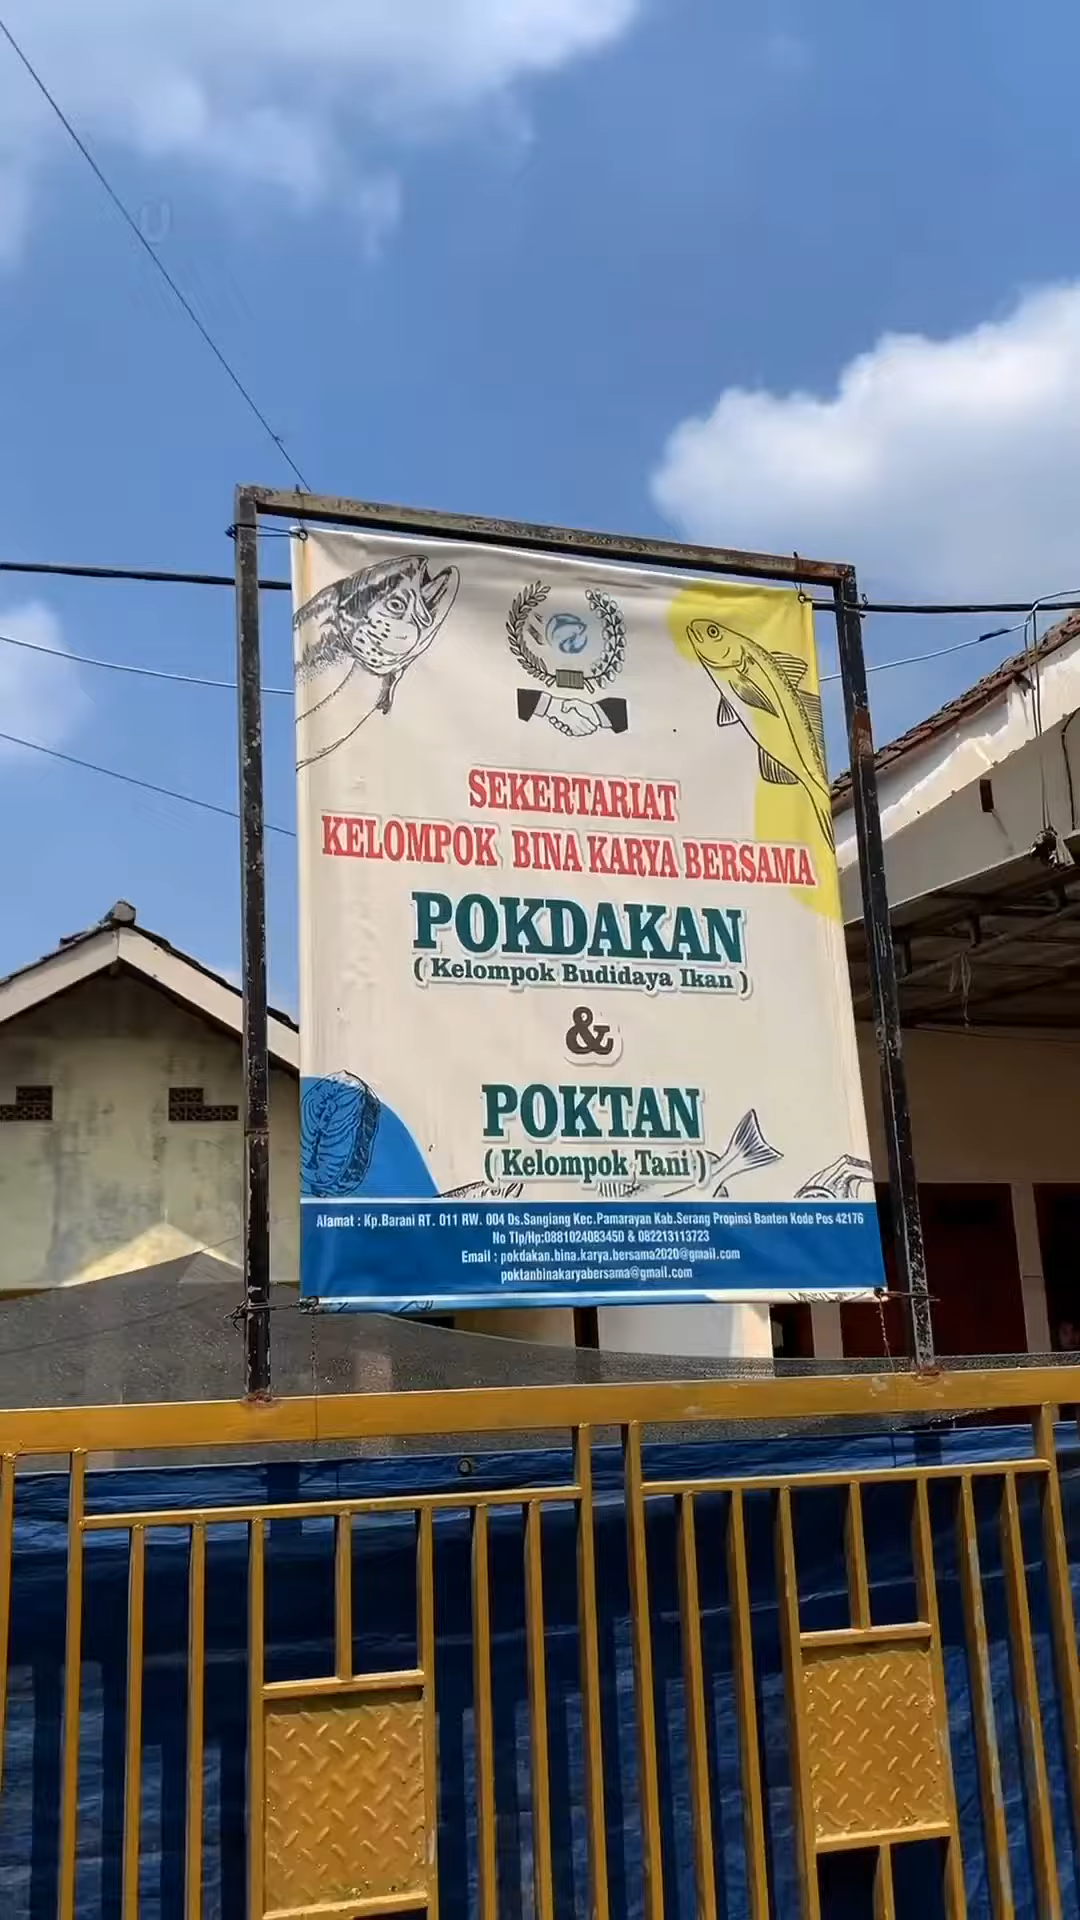 SEKERTARIAT
KELOMPOK BINA KARYA BERSAMA
POKDAKAN
( Kelompok Budidaya Ikan )
&
POKTAN
( Kelompok Tani )
Alamat : Kp.Barani RT. 011 RW. 004 Ds.Sangiang Kec.Pamarayan Kab.Serang Propinsi Banten Kode Pos 42176
No Tlp/Hp:0881024083450 & 082213113723
Email : pokdakan.bina.karya.bersama2020@gmail.com
poktanbinakaryabersama@gmail.com